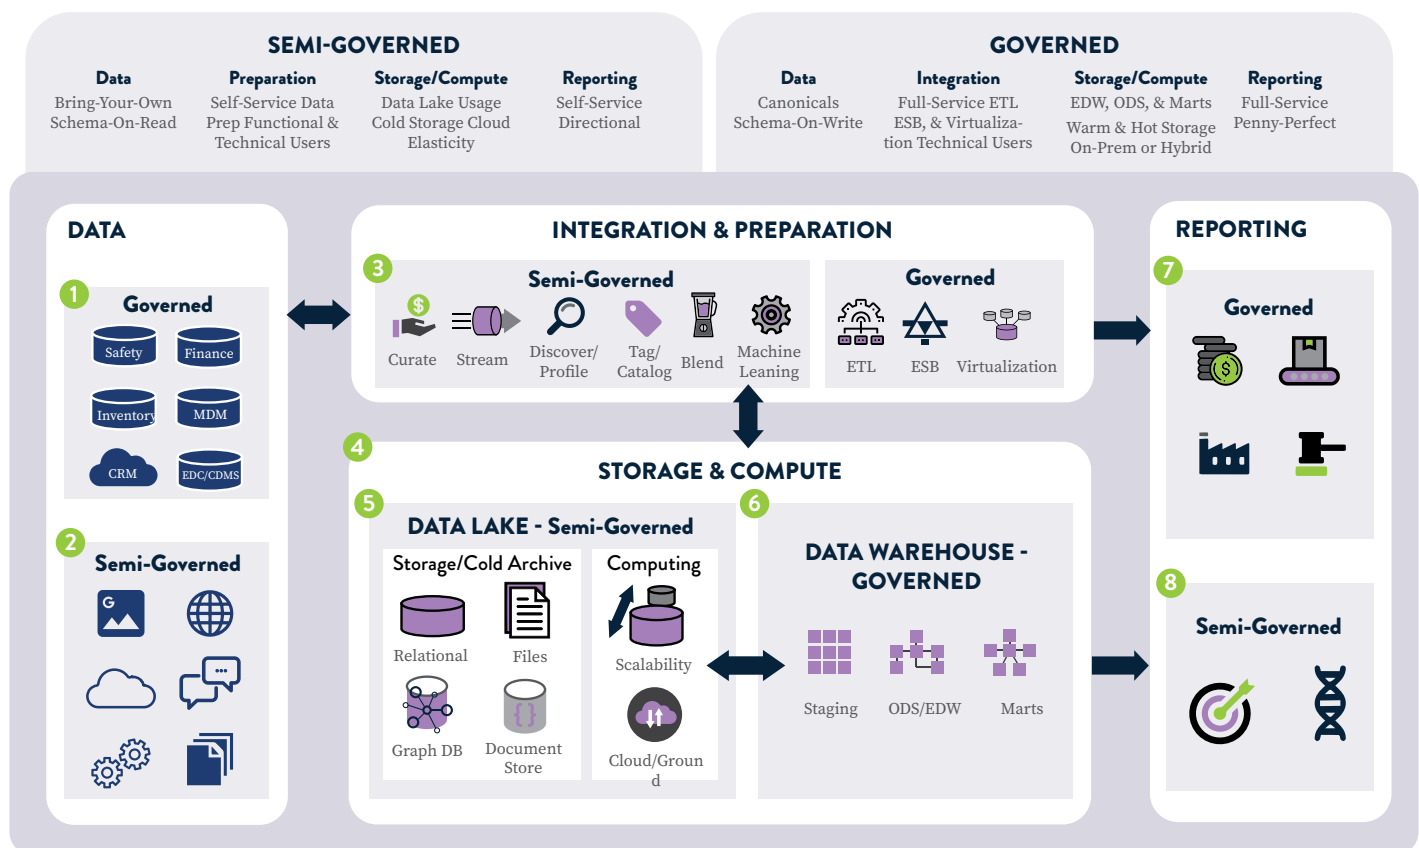 SEMI-GOVERNED
Data
Bring-Your-Own
Schema-On-Read
Preparation
Self-Service Data
Prep Functional &
Technical Users
Storage/Compute
Data Lake Usage
Cold Storage Cloud
Elasticity
Reporting
Self-Service
Directional
GOVERNED
Data
Canonicals
Schema-On-Write
Integration
Full-Service ETL
ESB, & Virtualiza-
tion Technical Users
Storage/Compute
EDW, ODS, & Marts
Warm & Hot Storage
On-Prem or Hybrid
Reporting
Full-Service
Penny-Perfect
DATA
1
Governed
Safety
Finance
Inventory
MDM
CRM
EDC/CDMS
2
Semi-Governed
G
INTEGRATION & PREPARATION
3
Semi-Governed
$
Curate
Stream
Discover/
Profile
Tag/
Catalog
Blend
Machine
Leaning
Governed
ETL
ESB
Virtualization
4
STORAGE & COMPUTE
5
DATA LAKE - Semi-Governed
Storage/Cold Archive
Relational
Files
Graph DB
{ }
Document
Store
Computing
Scalability
Cloud/Groun
d
6
DATA WAREHOUSE -
GOVERNED
Staging
ODS/EDW
Marts
REPORTING
7
Governed
$
8
Semi-Governed